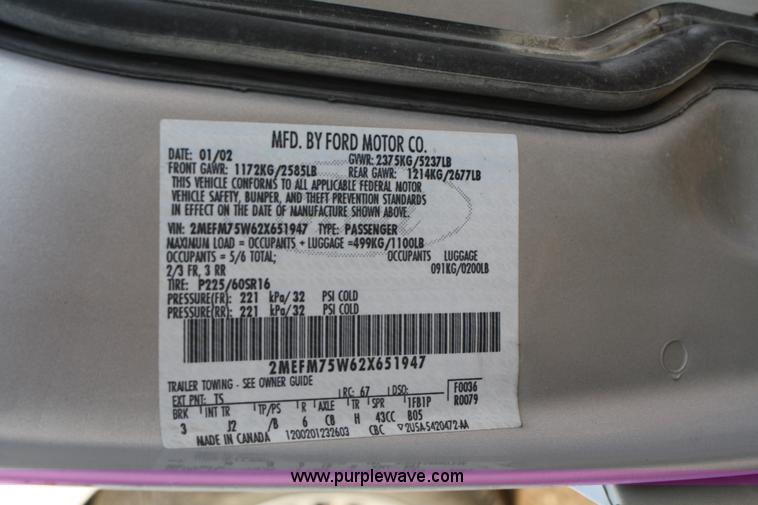 MFD. BY FORD MOTOR CO.
DATE: 01/02 GVWR: 2375KG/5237LB
FRONT GAWR: 1172KG/2585LB REAR GAWR: 1214KG/2677LB
THIS VEHICLE CONFORMS TO ALL APPLICABLE FEDERAL MOTOR
VEHICLE SAFETY, BUMPER, AND THEFT PREVENTION STANDARDS
IN EFFECT ON THE DATE OF MANUFACTURE SHOWN ABOVE.
VIN: 2MEFM75W62X651947 TYPE: PASSENGER
MAXIMUM LOAD = OCCUPANTS + LUGGAGE =499KG/1100LB
OCCUPANTS = 5/6 TOTAL; OCCUPANTS LUGGAGE
2/3 FR, 3 RR 091KG/0200LB
TIRE: P225/60SR16
PRESSURE(FR): 221 kPa/32 PSI COLD
PRESSURE(RR): 221 kPa/32 PSI COLD
2MEFM75W62X651947
TRAILER TOWING - SEE OWNER GUIDE
EXT PNT: TS RC: 67 DSO: F0036
BRK INT TR TP/PS R AXLE TR SPR 1FB1P R0079
3 J2 /B 6 CB H 43CC B05
MADE IN CANADA 1200201232603 CBC 2U5A-5420472-AA
www.purplewave.com